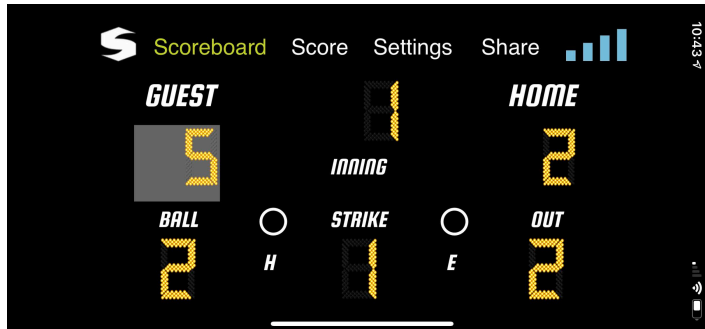 Scoreboard Score Settings Share
10:43
GUEST 1 HOME
5 INNING 2
BALL STRIKE OUT
2 H 1 E 2